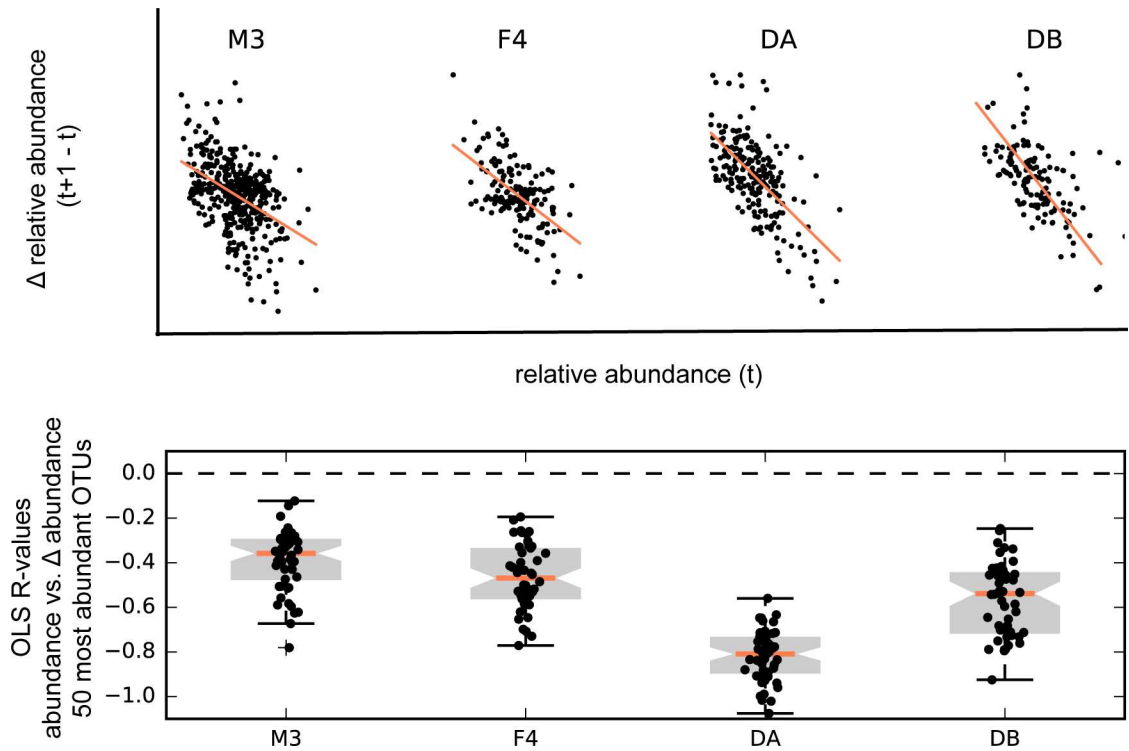 M3 F4 DA DB
Δ relative abundance
(t+1 - t)
relative abundance (t)
OLS R-values
abundance vs. Δ abundance
50 most abundant OTUs
0.0
−0.2
−0.4
−0.6
−0.8
−1.0
M3 F4 DA DB